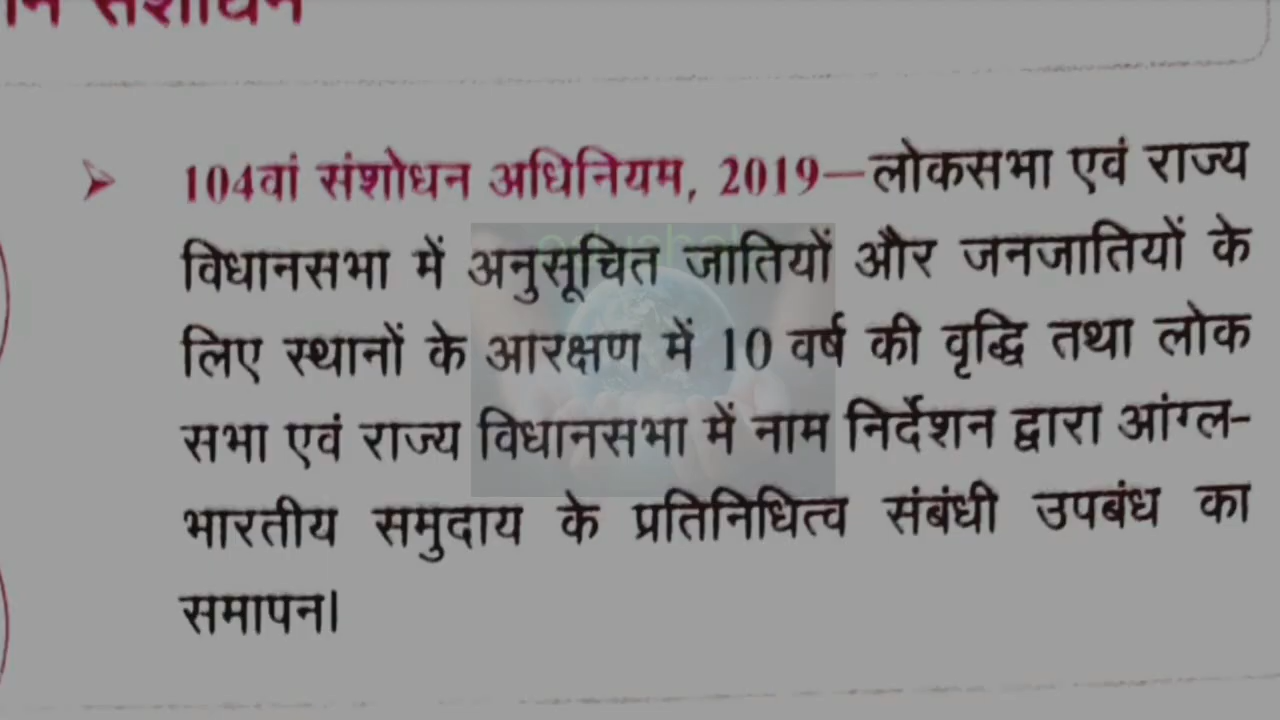 संशोधन
➤ 104वां संशोधन अधिनियम, 2019—लोकसभा एवं राज्य
विधानसभा में अनुसूचित जातियों और जनजातियों के
लिए स्थानों के आरक्षण में 10 वर्ष की वृद्धि तथा लोक
सभा एवं राज्य विधानसभा में नाम निर्देशन द्वारा आंग्ल-
भारतीय समुदाय के प्रतिनिधित्व संबंधी उपबंध का
समापन।